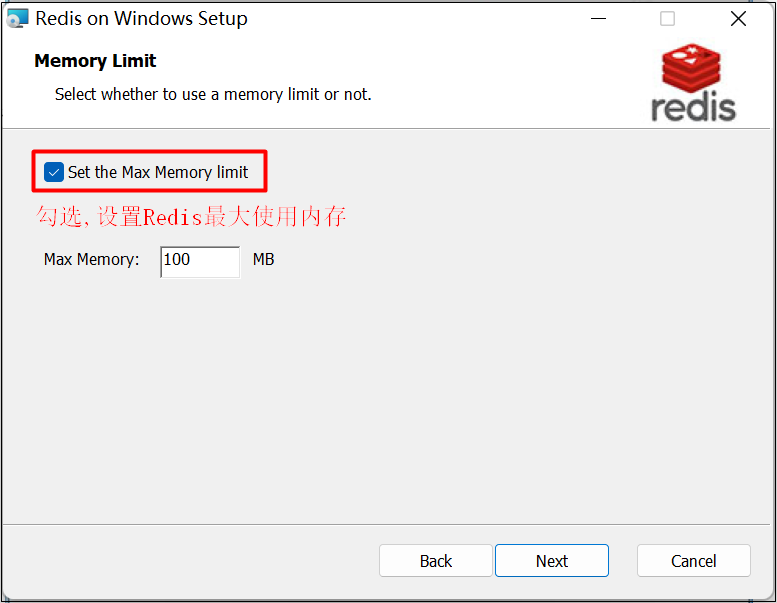 Redis on Windows Setup
Memory Limit
Select whether to use a memory limit or not.
redis
Set the Max Memory limit
勾选,设置Redis最大使用内存
Max Memory: 100 MB
Back Next Cancel